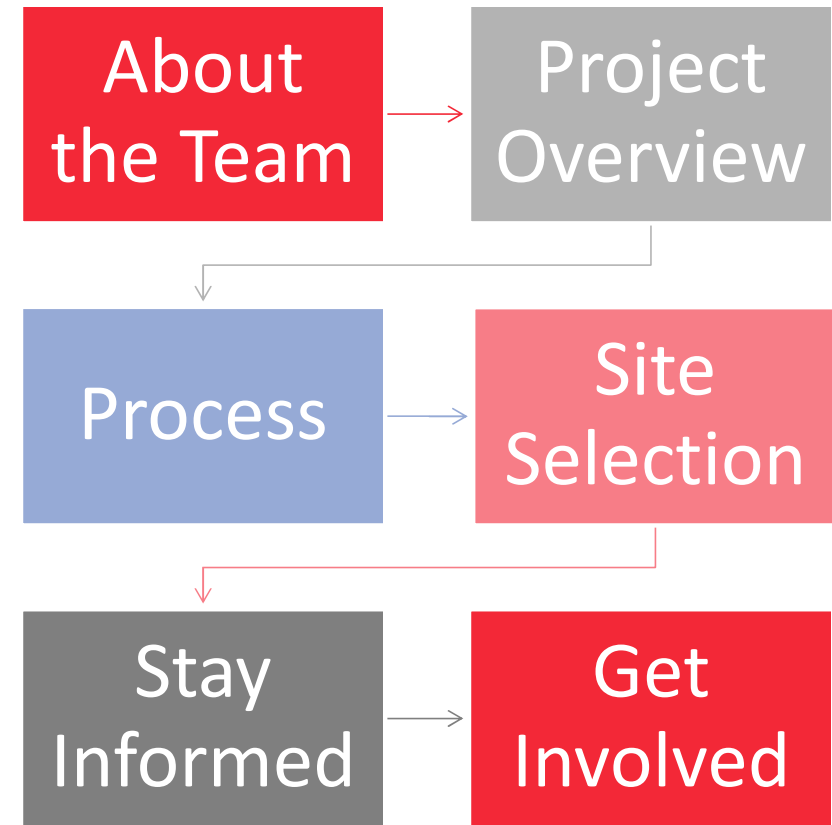 About
the Team
Project
Overview
Process
Site
Selection
Stay
Informed
Get
Involved